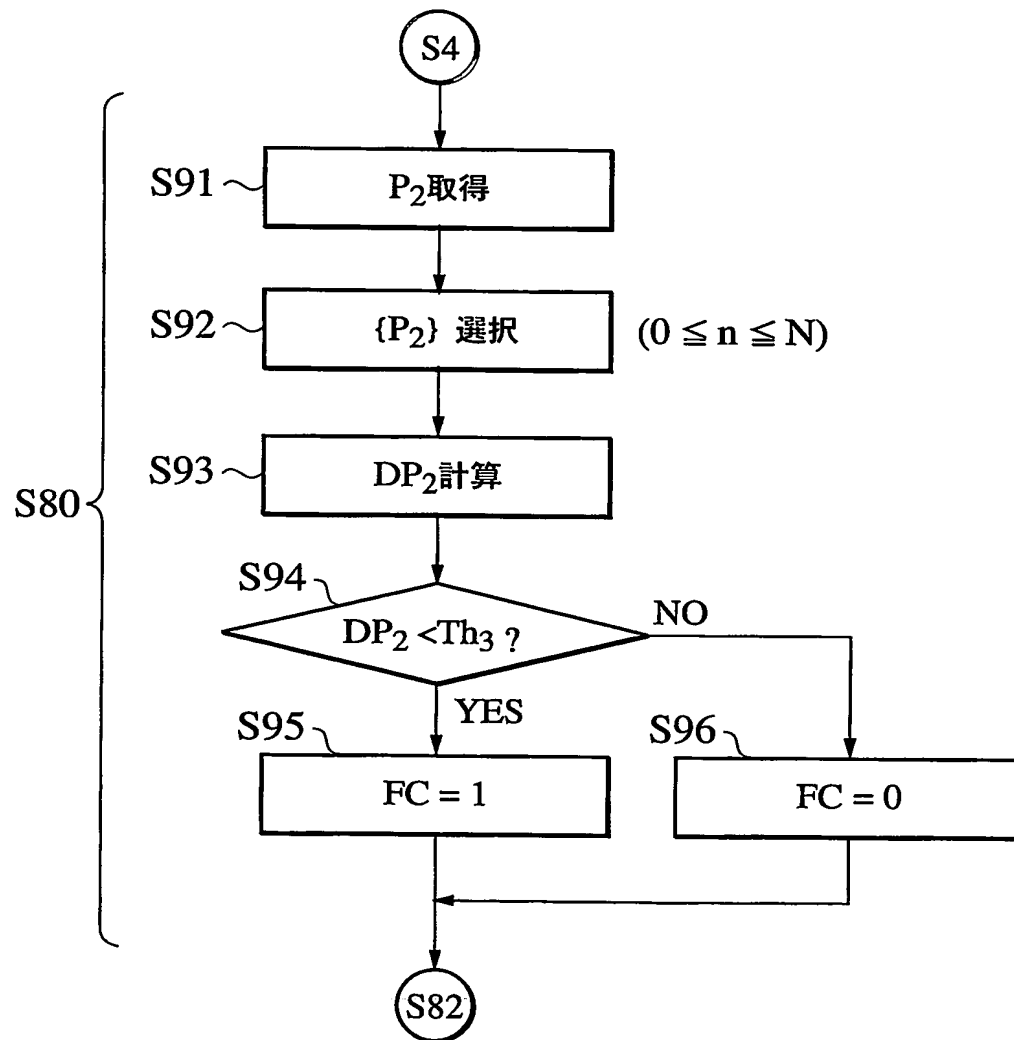 S4
S91
P₂取得
S92
{P₂} 選択
(0 ≦ n ≦ N)
S93
DP₂計算
S80
S94
DP₂ <Th₃ ?
NO
YES
S95
FC = 1
S96
FC = 0
S82